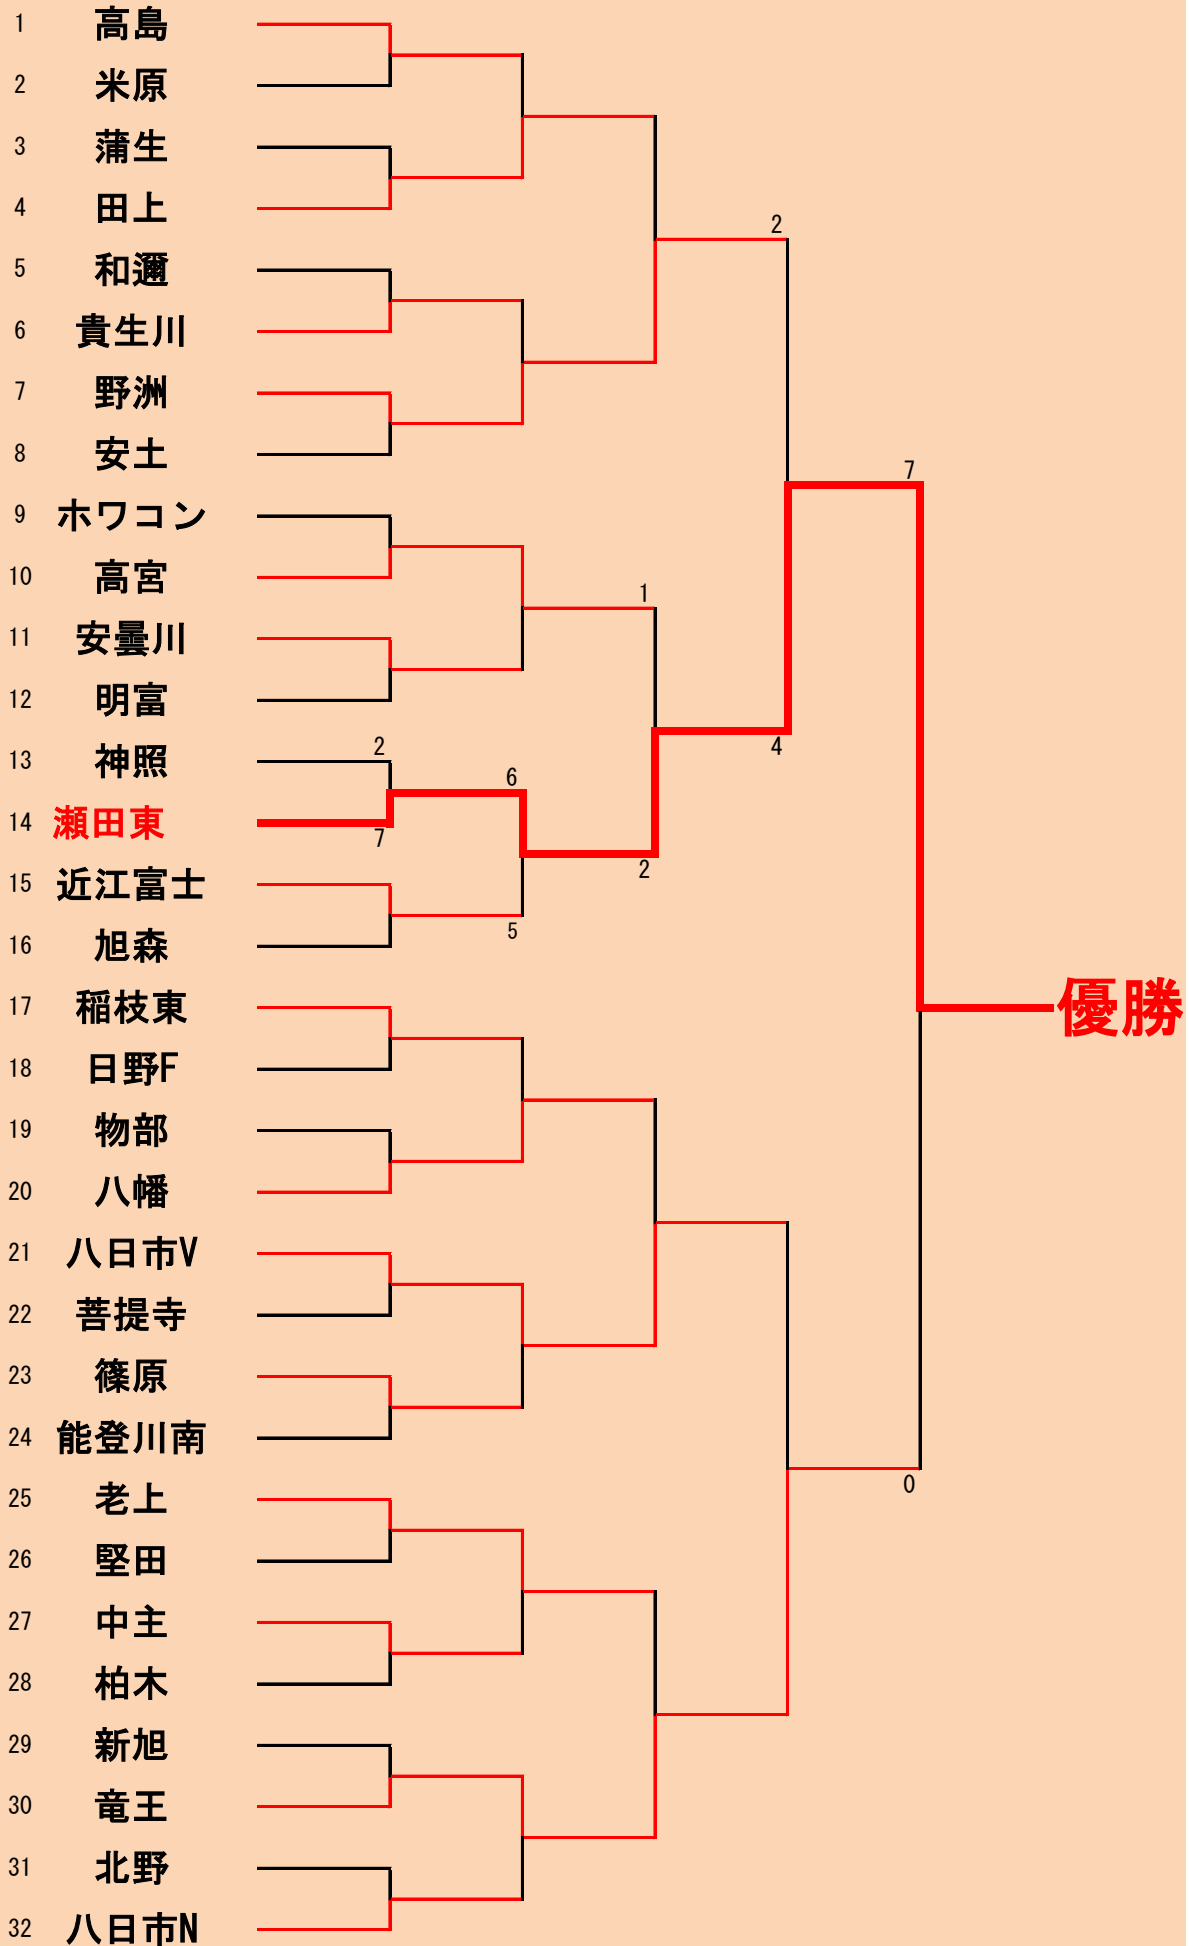 1 高島
2 米原
3 蒲生
4 田上
2
5 和邇
6 貴生川
7 野洲
8 安土
7
9 ホワコン
10 高宮
1
11 安曇川
12 明富
2
4
13 神照
6
14 瀬田東
7
2
15 近江富士
5
16 旭森
17 稲枝東
優勝
18 日野F
19 物部
20 八幡
21 八日市V
22 菩提寺
23 篠原
24 能登川南
0
25 老上
26 堅田
27 中主
28 柏木
29 新旭
30 竜王
31 北野
32 八日市N